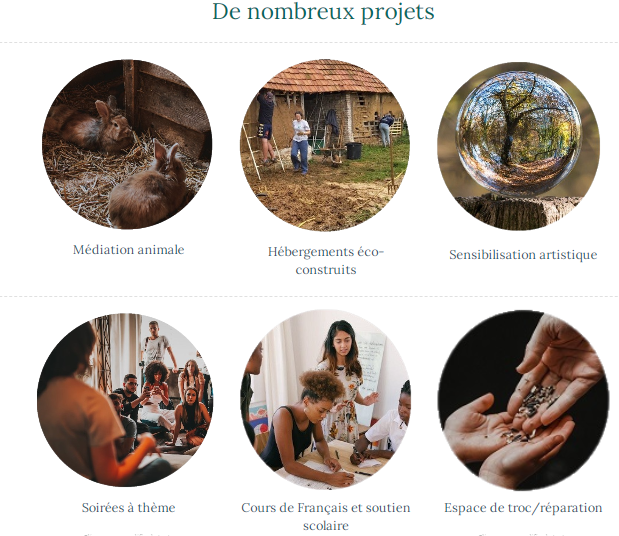 De nombreux projets
Médiation animale
Hébergements éco-
construits
Sensibilisation artistique
Soirées à thème
Cours de Français et soutien
scolaire
Espace de troc/réparation